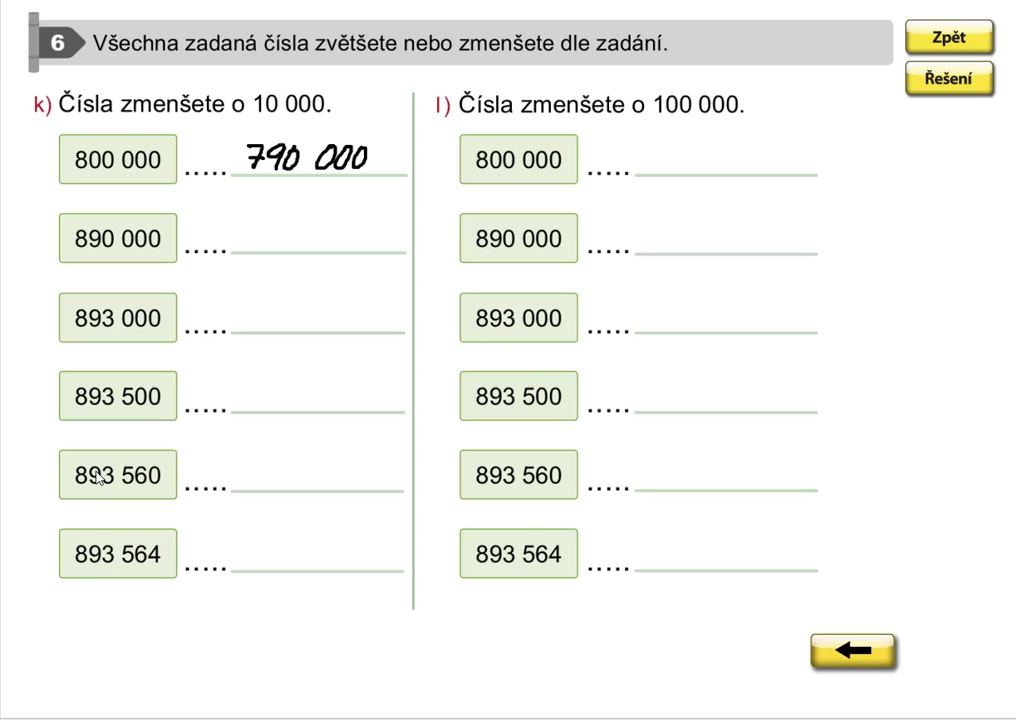 6 Všechna zadaná čísla zvětšete nebo zmenšete dle zadání.
Zpět
Řešení
k) Čísla zmenšete o 10 000.
800 000 ..... 790 000
890 000 .....
893 000 .....
893 500 .....
893 560 .....
893 564 .....
l) Čísla zmenšete o 100 000.
800 000 .....
890 000 .....
893 000 .....
893 500 .....
893 560 .....
893 564 .....